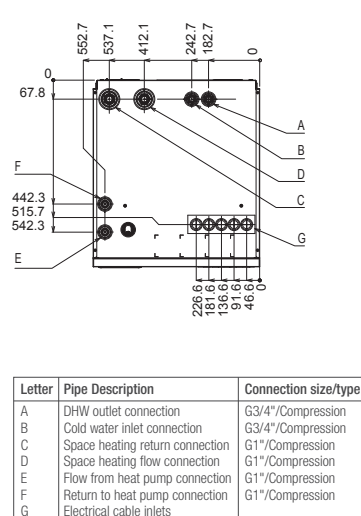 552.7
537.1
412.1
242.7
182.7
0
0
67.8
A
B
D
C
F
442.3
515.7
542.3
E
G
226.6
181.6
136.6
91.6
46.6
0
Letter Pipe Description Connection size/type
A DHW outlet connection G3/4"/Compression
B Cold water inlet connection G3/4"/Compression
C Space heating return connection G1"/Compression
D Space heating flow connection G1"/Compression
E Flow from heat pump connection G1"/Compression
F Return to heat pump connection G1"/Compression
G Electrical cable inlets